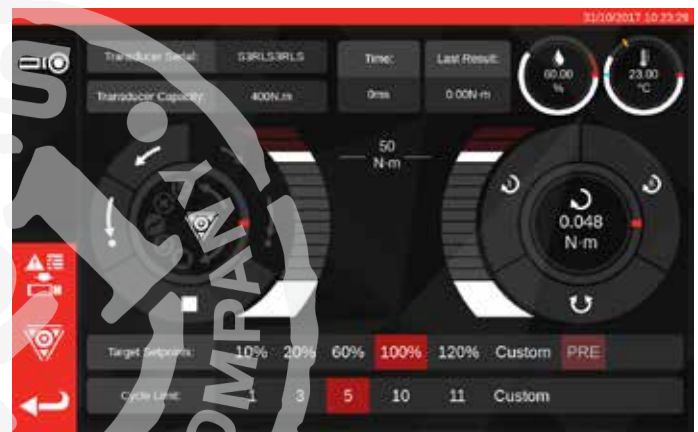 31/10/2017 10:23:29
Transducer Serial: S3RLS3RLS
Time: Last Result:
Transducer Capacity: 400N.m
0ms 0.00N·m
60.00
%
23.00
°C
50
N·m
0.048
N·m
Target Setpoints: 10% 20% 60% 100% 120% Custom PRE
Cycle Limit: 1 3 5 10 11 Custom
COMPANY